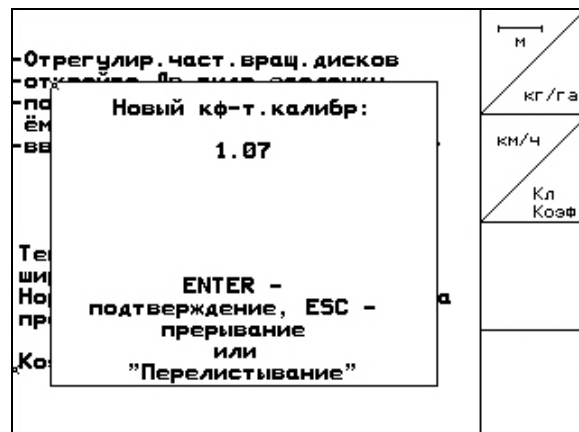 -Отрегулир.част.вращ.дисков
Новый кф-т.калибр:
1.07
ENTER -
подтверждение, ESC -
прерывание
или
"Перелистывание"
м
кг/га
км/ч
Кл
Коэф